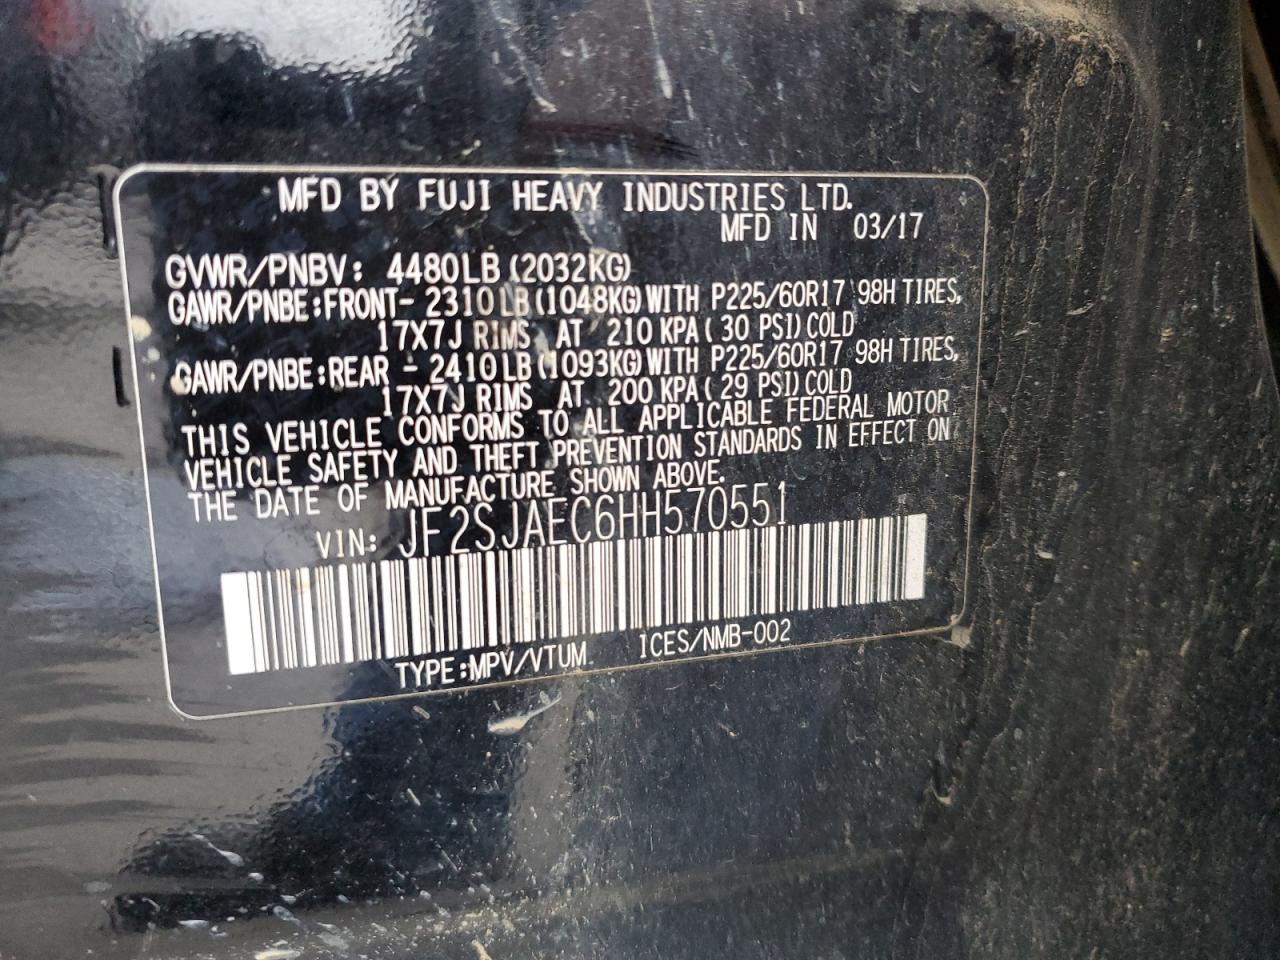 MFD BY FUJI HEAVY INDUSTRIES LTD.
MFD IN 03/17
GVWR/PNBV: 4480LB (2032KG)
GAWR/PNBE:FRONT- 2310LB(1048KG)WITH P225/60R17 98H TIRES,
17X7J RIMS AT 210 KPA( 30 PSI)COLD
GAWR/PNBE:REAR - 2410LB(1093KG)WITH P225/60R17 98H TIRES,
17X7J RIMS AT 200 KPA( 29 PSI)COLD
THIS VEHICLE CONFORMS TO ALL APPLICABLE FEDERAL MOTOR
VEHICLE SAFETY AND THEFT PREVENTION STANDARDS IN EFFECT ON
THE DATE OF MANUFACTURE SHOWN ABOVE.
VIN: JF2SJAEC6HH570551
TYPE:MPV/VTUM ICES/NMB-002